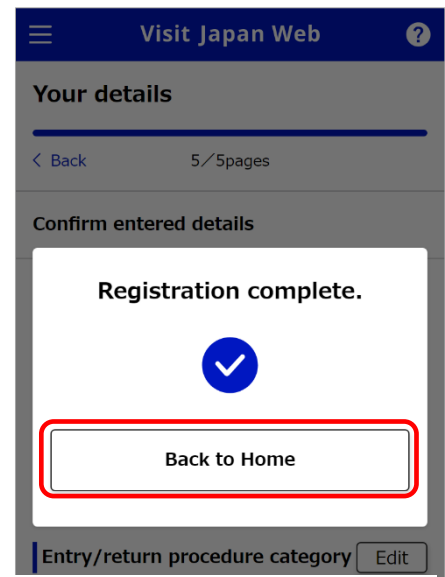 Visit Japan Web ?
Your details
< Back 5/5pages
Confirm entered details
Registration complete.
Back to Home
Entry/return procedure category Edit